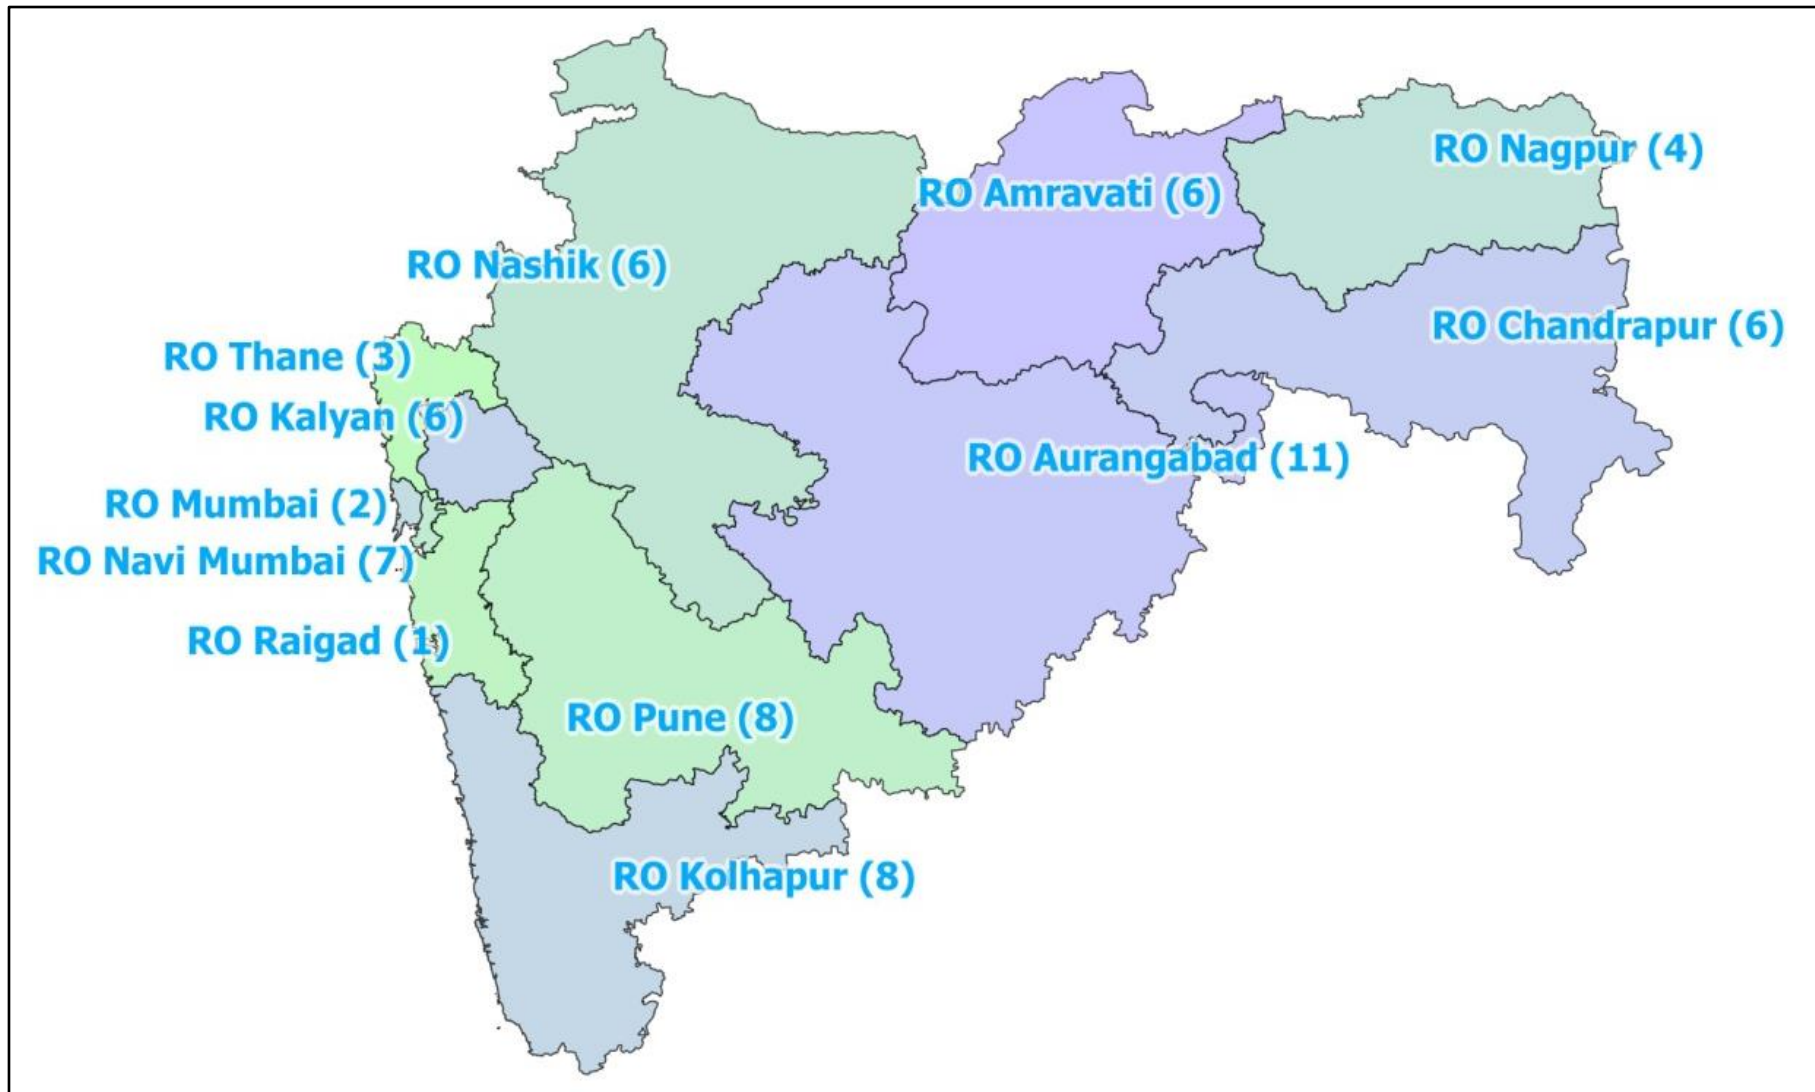 RO Nagpur (4)
RO Amravati (6)
RO Nashik (6)
RO Chandrapur (6)
RO Thane (3)
RO Kalyan (6)
RO Aurangabad (11)
RO Mumbai (2)
RO Navi Mumbai (7)
RO Raigad (1)
RO Pune (8)
RO Kolhapur (8)